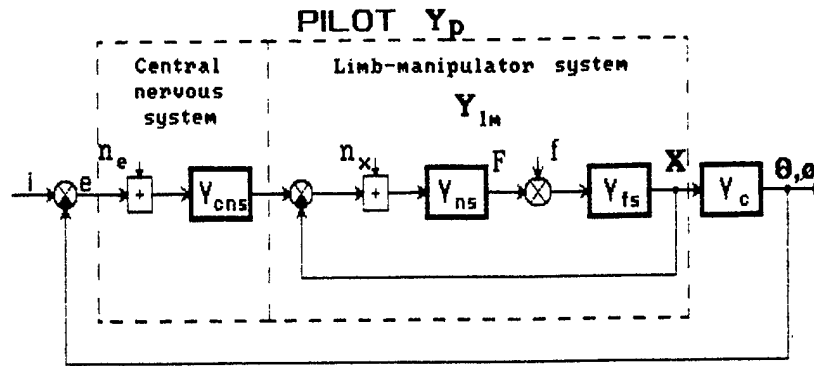 PILOT Yp
Central nervous system
Limb-manipulator system
Ylm
i
e
ne
+
Ycns
nx
+
Yns
F
f
Yfs
X
Yc
θ,ø